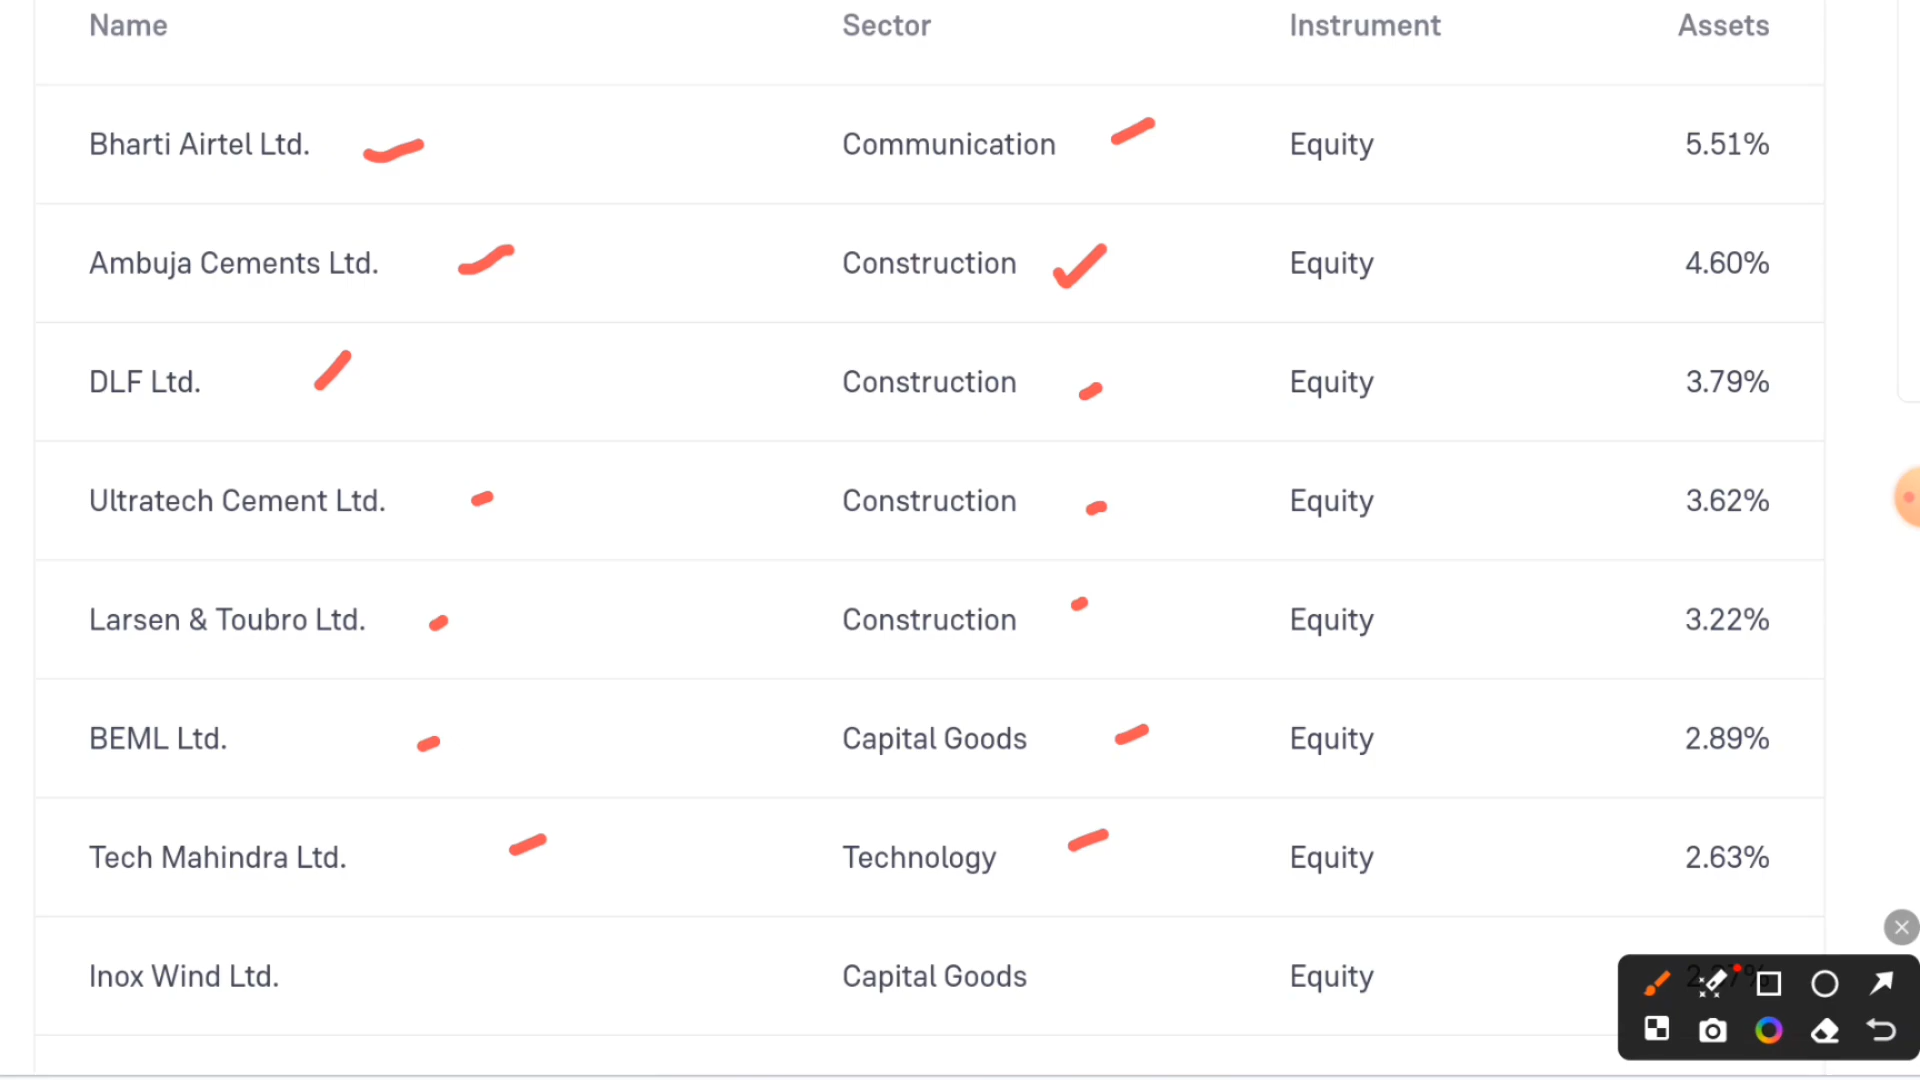 Name Sector Instrument Assets
Bharti Airtel Ltd. Communication Equity 5.51%
Ambuja Cements Ltd. Construction Equity 4.60%
DLF Ltd. Construction Equity 3.79%
Ultratech Cement Ltd. Construction Equity 3.62%
Larsen & Toubro Ltd. Construction Equity 3.22%
BEML Ltd. Capital Goods Equity 2.89%
Tech Mahindra Ltd. Technology Equity 2.63%
Inox Wind Ltd. Capital Goods Equity